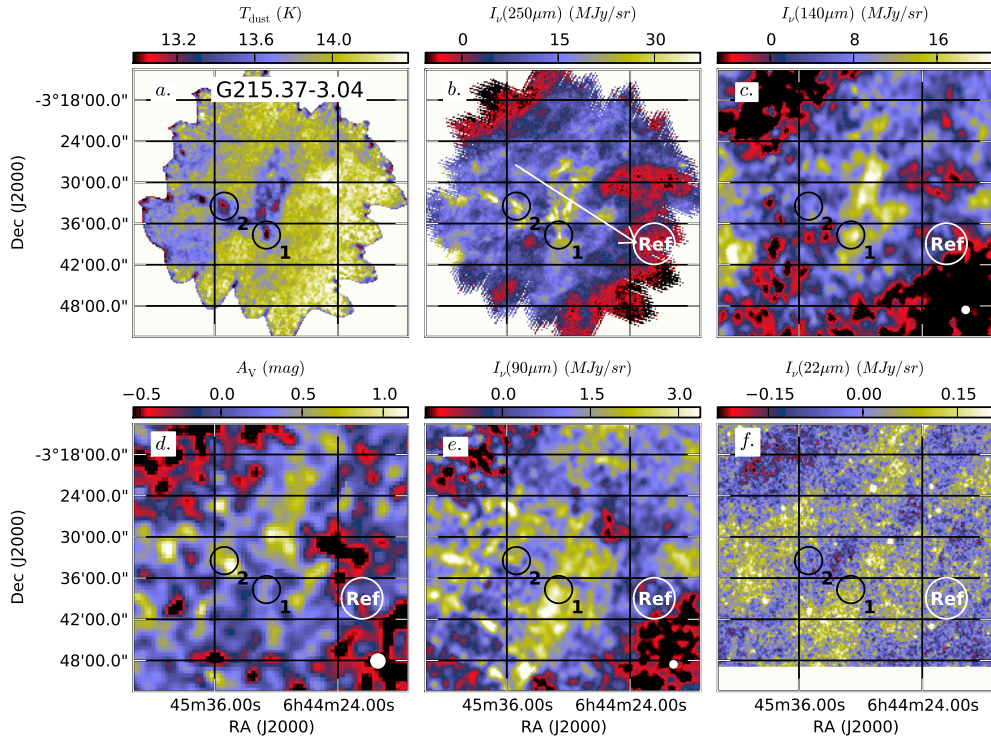 T_dust (K)
I_ν(250μm) (MJy/sr)
I_ν(140μm) (MJy/sr)
13.2 13.6 14.0
0 15 30
0 8 16
a. G215.37-3.04
b.
c.
-3°18'00.0"
24'00.0"
30'00.0"
36'00.0"
42'00.0"
48'00.0"
Dec (J2000)
2
1
2
1
Ref
2
1
Ref
A_V (mag)
I_ν(90μm) (MJy/sr)
I_ν(22μm) (MJy/sr)
−0.5 0.0 0.5 1.0
0.0 1.5 3.0
−0.15 0.00 0.15
d.
e.
f.
-3°18'00.0"
24'00.0"
30'00.0"
36'00.0"
42'00.0"
48'00.0"
Dec (J2000)
2
1
Ref
2
1
Ref
2
1
Ref
45m36.00s 6h44m24.00s
45m36.00s 6h44m24.00s
45m36.00s 6h44m24.00s
RA (J2000)
RA (J2000)
RA (J2000)